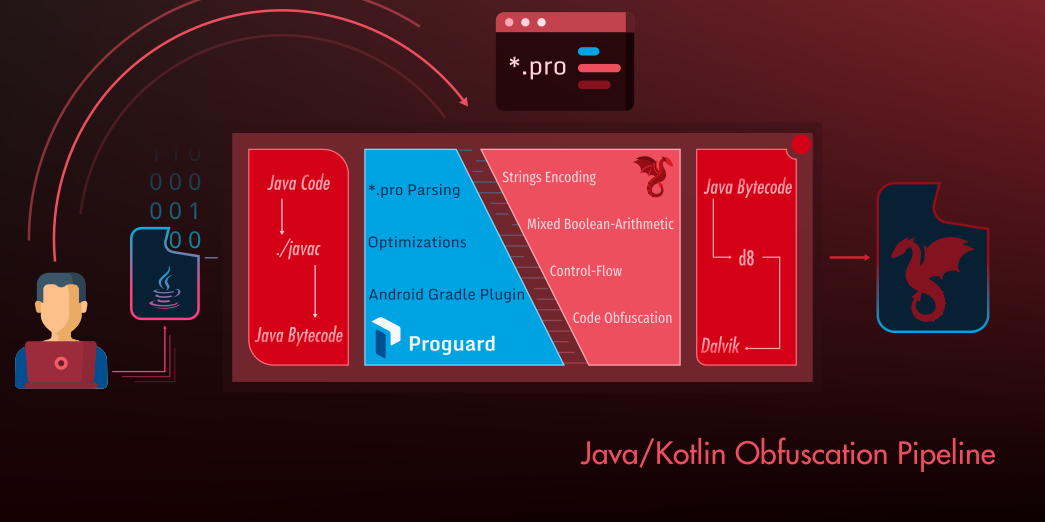 *.pro
110
000
001
00
Java Code
./javac
Java Bytecode
*.pro Parsing
Optimizations
Android Gradle Plugin
Proguard
Strings Encoding
Mixed Boolean-Arithmetic
Control-Flow
Code Obfuscation
Java Bytecode
d8
Dalvik
Java/Kotlin Obfuscation Pipeline